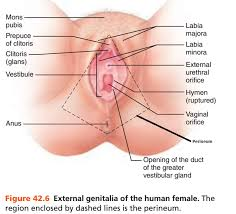 Mons
pubis
Prepuce
of clitoris
Clitoris
(glans)
Vestibule
Anus
Labia
majora
Labia
minora
External
urethral
orifice
Hymen
(ruptured)
Vaginal
orifice
Perineum
Opening of the duct
of the greater
vestibular gland
Figure 42.6 External genitalia of the human female. The
region enclosed by dashed lines is the perineum.